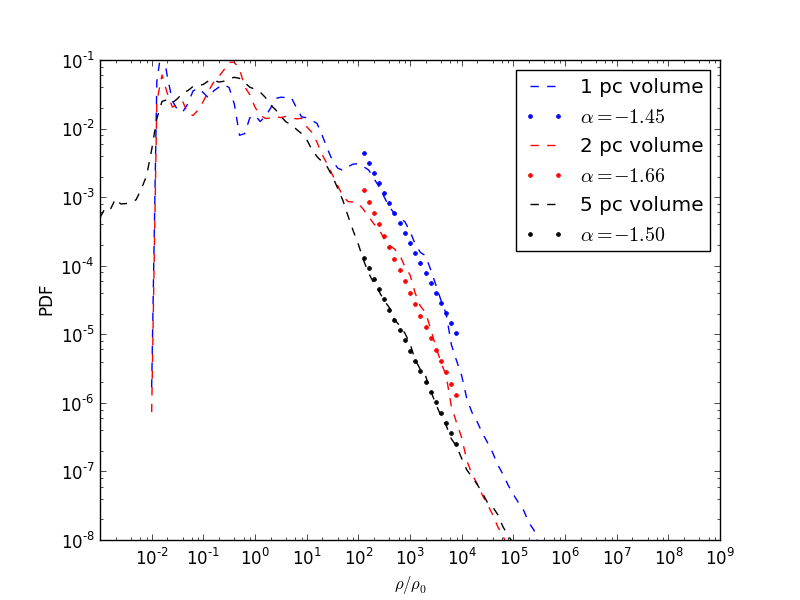 10^-1
10^-2
10^-3
10^-4
10^-5
10^-6
10^-7
10^-8
PDF
1 pc volume
α=−1.45
2 pc volume
α=−1.66
5 pc volume
α=−1.50
10^-2 10^-1 10^0 10^1 10^2 10^3 10^4 10^5 10^6 10^7 10^8 10^9
ρ/ρ_0